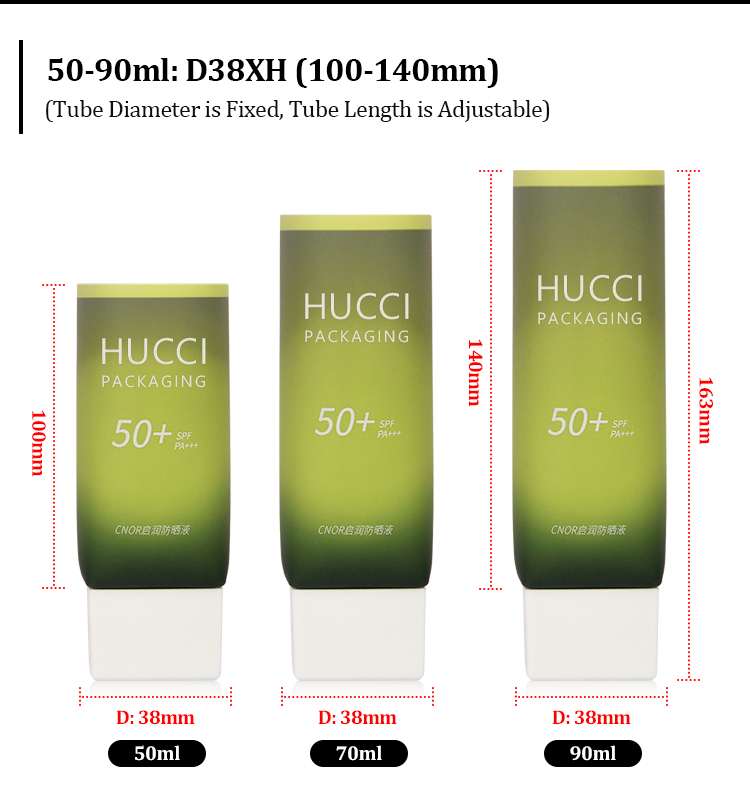 50-90ml: D38XH (100-140mm)
(Tube Diameter is Fixed, Tube Length is Adjustable)
HUCCI
PACKAGING
50+ SPF
PA+++
CNOR启润防晒液
100mm
D: 38mm
50ml
HUCCI
PACKAGING
50+ SPF
PA+++
CNOR启润防晒液
D: 38mm
70ml
HUCCI
PACKAGING
50+ SPF
PA+++
CNOR启润防晒液
140mm
163mm
D: 38mm
90ml